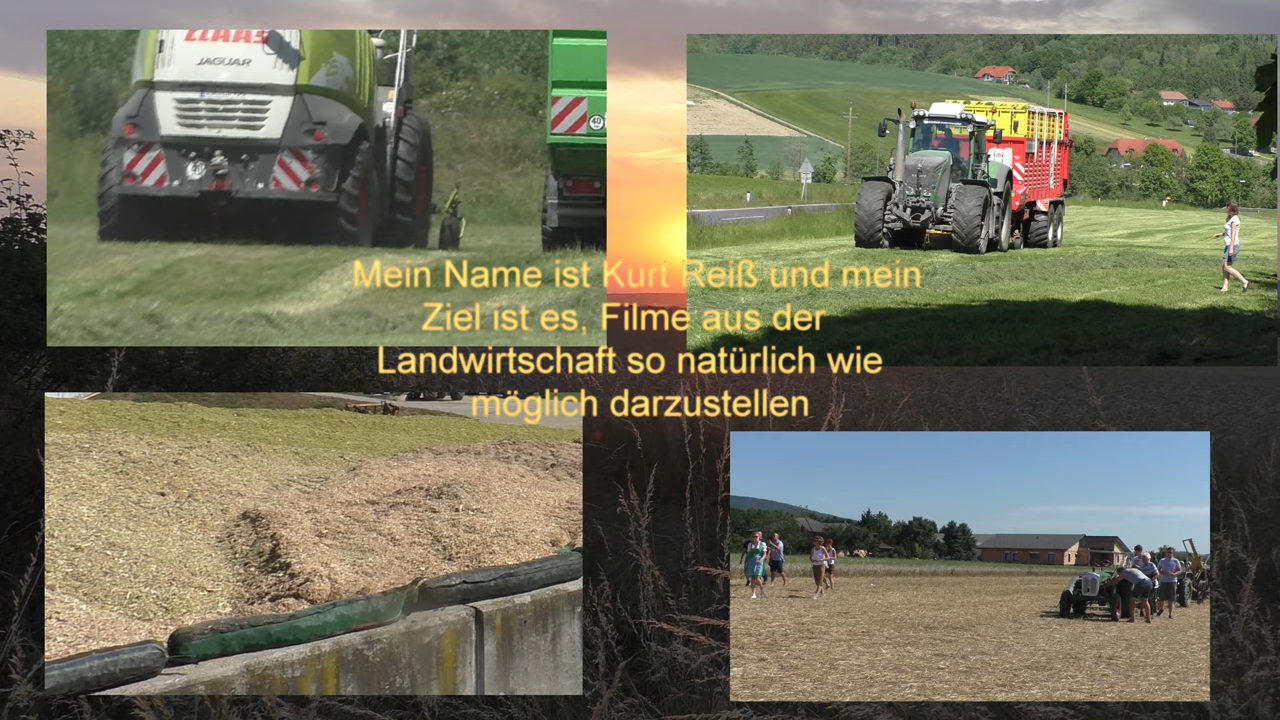 CLAAS
JAGUAR
40
Mein Name ist Kurt Reiß und mein
Ziel ist es, Filme aus der
Landwirtschaft so natürlich wie
möglich darzustellen